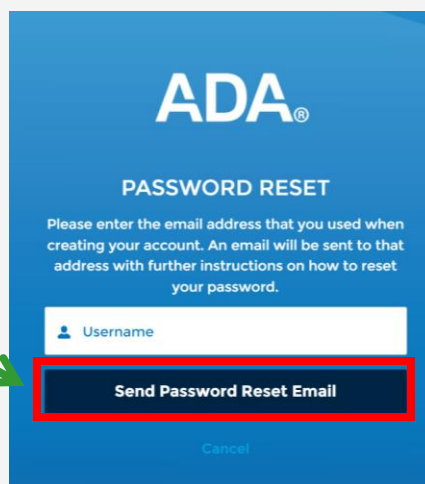 ADA®
PASSWORD RESET
Please enter the email address that you used when
creating your account. An email will be sent to that
address with further instructions on how to reset
your password.
Username
Send Password Reset Email
Cancel